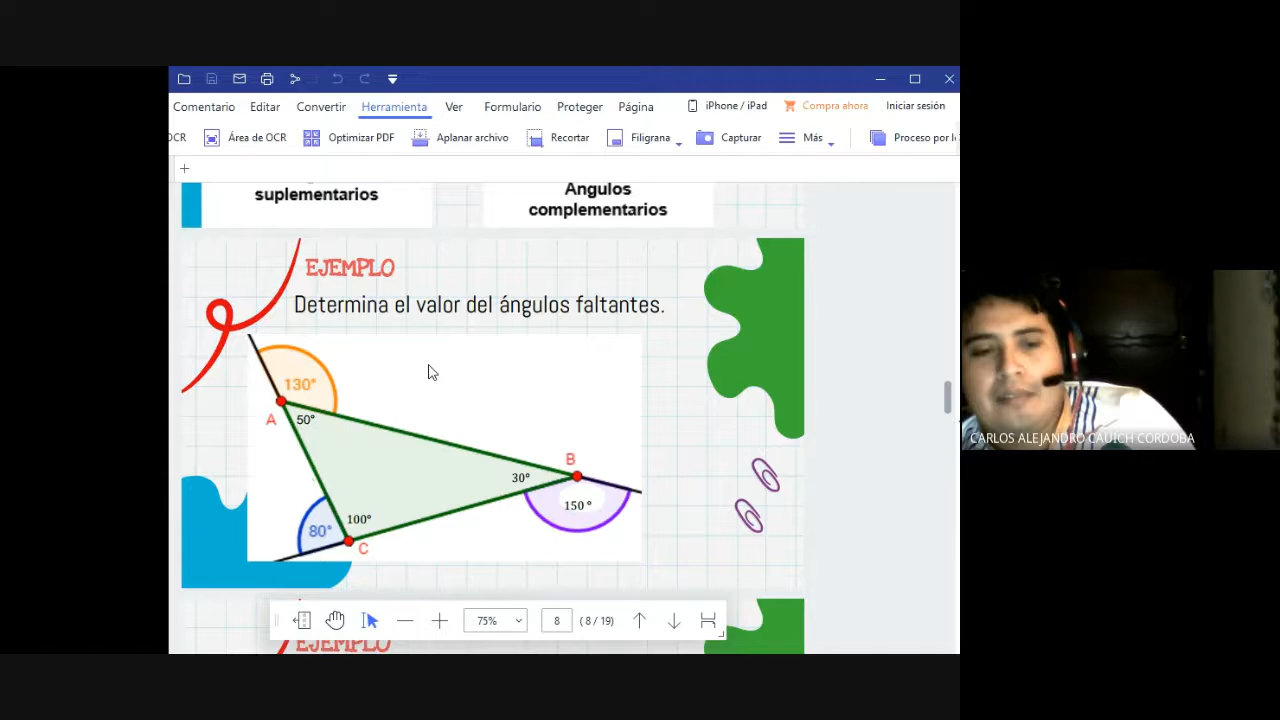 Comentario Editar Convertir Herramienta Ver Formulario Proteger Página iPhone / iPad Compra ahora Iniciar sesión
OCR Área de OCR Optimizar PDF Aplanar archivo Recortar Filigrana Capturar Más Proceso por l
suplementarios
Angulos
complementarios
EJEMPLO
Determina el valor del ángulos faltantes.
130°
A
50°
B
30°
150°
100°
80°
C
CARLOS ALEJANDRO CAUICH CORDOBA
75% 8 (8 / 19)
EJEMPLO